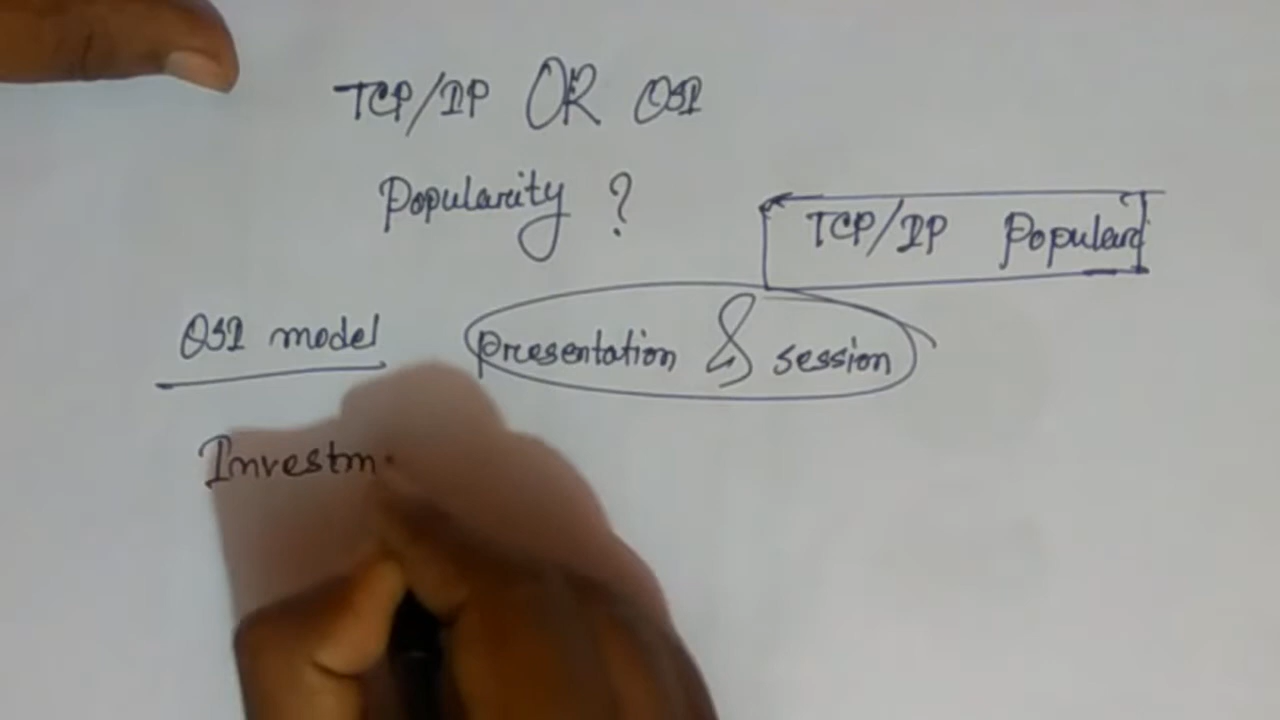 TCP/IP OR OSI
Popularity ?
TCP/IP Popular
OSI model
presentation & session
Investm